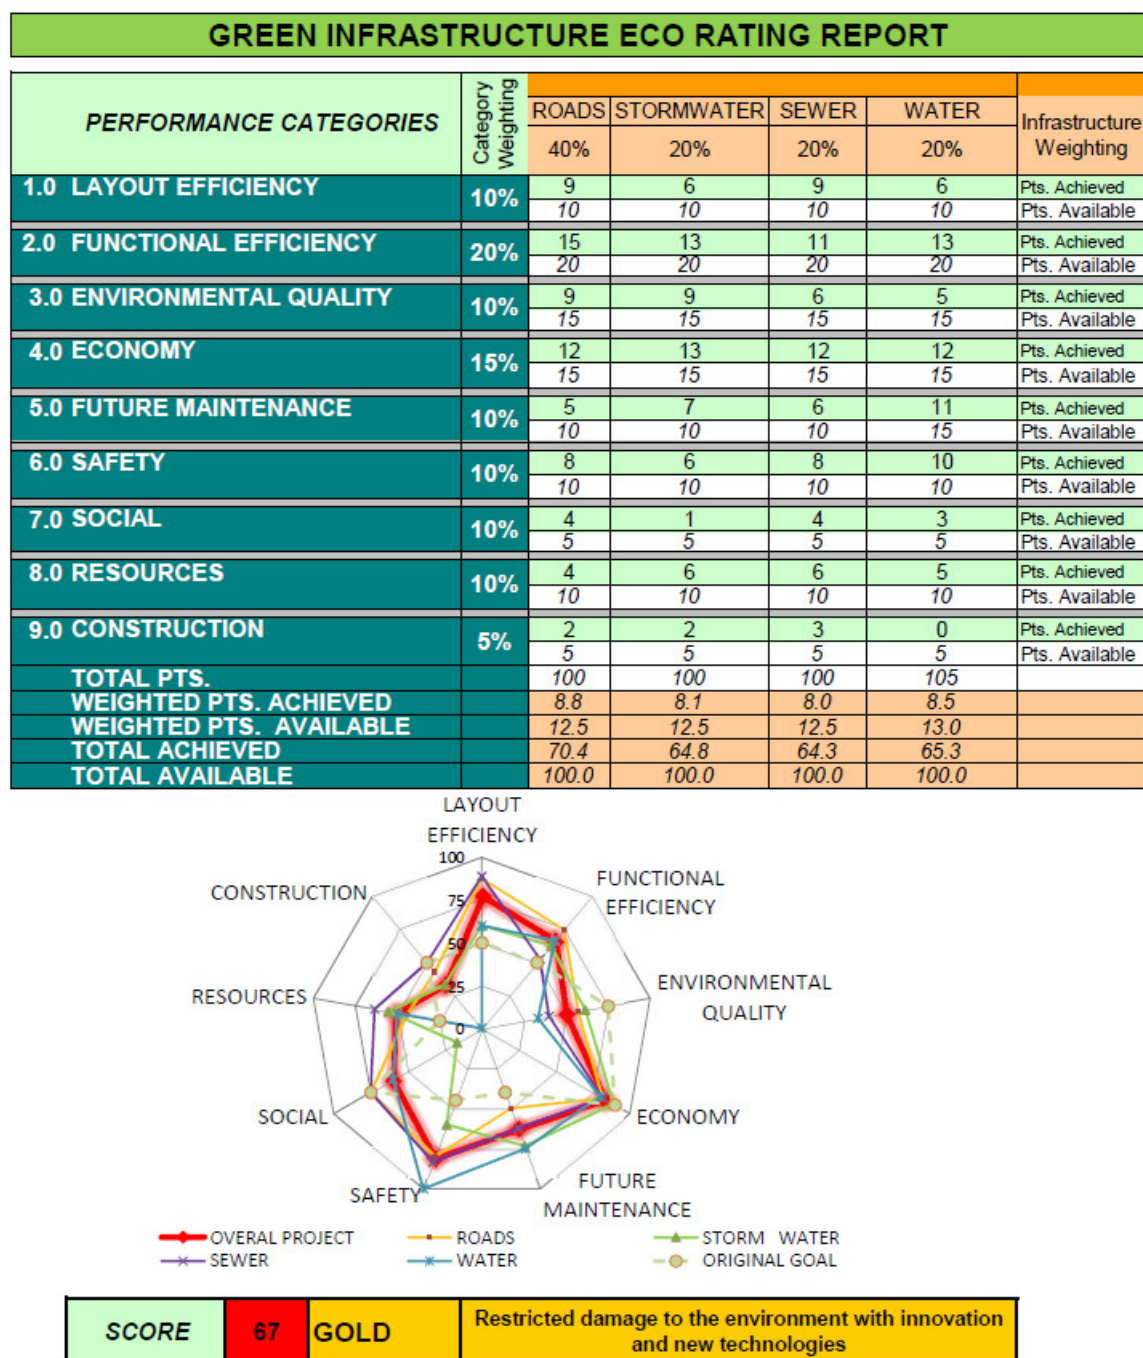 GREEN INFRASTRUCTURE ECO RATING REPORT
PERFORMANCE CATEGORIES
Category Weighting
ROADS STORMWATER SEWER WATER Infrastructure Weighting
40% 20% 20% 20%
1.0 LAYOUT EFFICIENCY 10% 9 6 9 6 Pts. Achieved
10 10 10 10 Pts. Available
2.0 FUNCTIONAL EFFICIENCY 20% 15 13 11 13 Pts. Achieved
20 20 20 20 Pts. Available
3.0 ENVIRONMENTAL QUALITY 10% 9 9 6 5 Pts. Achieved
15 15 15 15 Pts. Available
4.0 ECONOMY 15% 12 13 12 12 Pts. Achieved
15 15 15 15 Pts. Available
5.0 FUTURE MAINTENANCE 10% 5 7 6 11 Pts. Achieved
10 10 10 15 Pts. Available
6.0 SAFETY 10% 8 6 8 10 Pts. Achieved
10 10 10 10 Pts. Available
7.0 SOCIAL 10% 4 1 4 3 Pts. Achieved
5 5 5 5 Pts. Available
8.0 RESOURCES 10% 4 6 6 5 Pts. Achieved
10 10 10 10 Pts. Available
9.0 CONSTRUCTION 5% 2 2 3 0 Pts. Achieved
5 5 5 5 Pts. Available
TOTAL PTS. 100 100 100 105
WEIGHTED PTS. ACHIEVED 8.8 8.1 8.0 8.5
WEIGHTED PTS. AVAILABLE 12.5 12.5 12.5 13.0
TOTAL ACHIEVED 70.4 64.8 64.3 65.3
TOTAL AVAILABLE 100.0 100.0 100.0 100.0
LAYOUT
EFFICIENCY
100
75
50
25
0
FUNCTIONAL
EFFICIENCY
ENVIRONMENTAL
QUALITY
ECONOMY
FUTURE
MAINTENANCE
SAFETY
SOCIAL
RESOURCES
CONSTRUCTION
OVERAL PROJECT ROADS STORM WATER
SEWER WATER ORIGINAL GOAL
SCORE 67 GOLD
Restricted damage to the environment with innovation
and new technologies